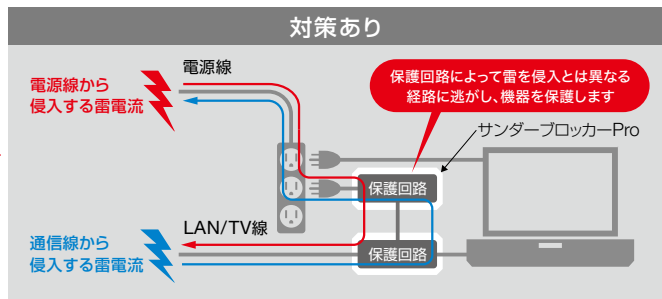 対策あり
電源線から
侵入する雷電流
電源線
保護回路によって雷を侵入とは異なる
経路に逃がし、機器を保護します
サンダーブロッカーPro
保護回路
LAN/TV線
通信線から
侵入する雷電流
保護回路